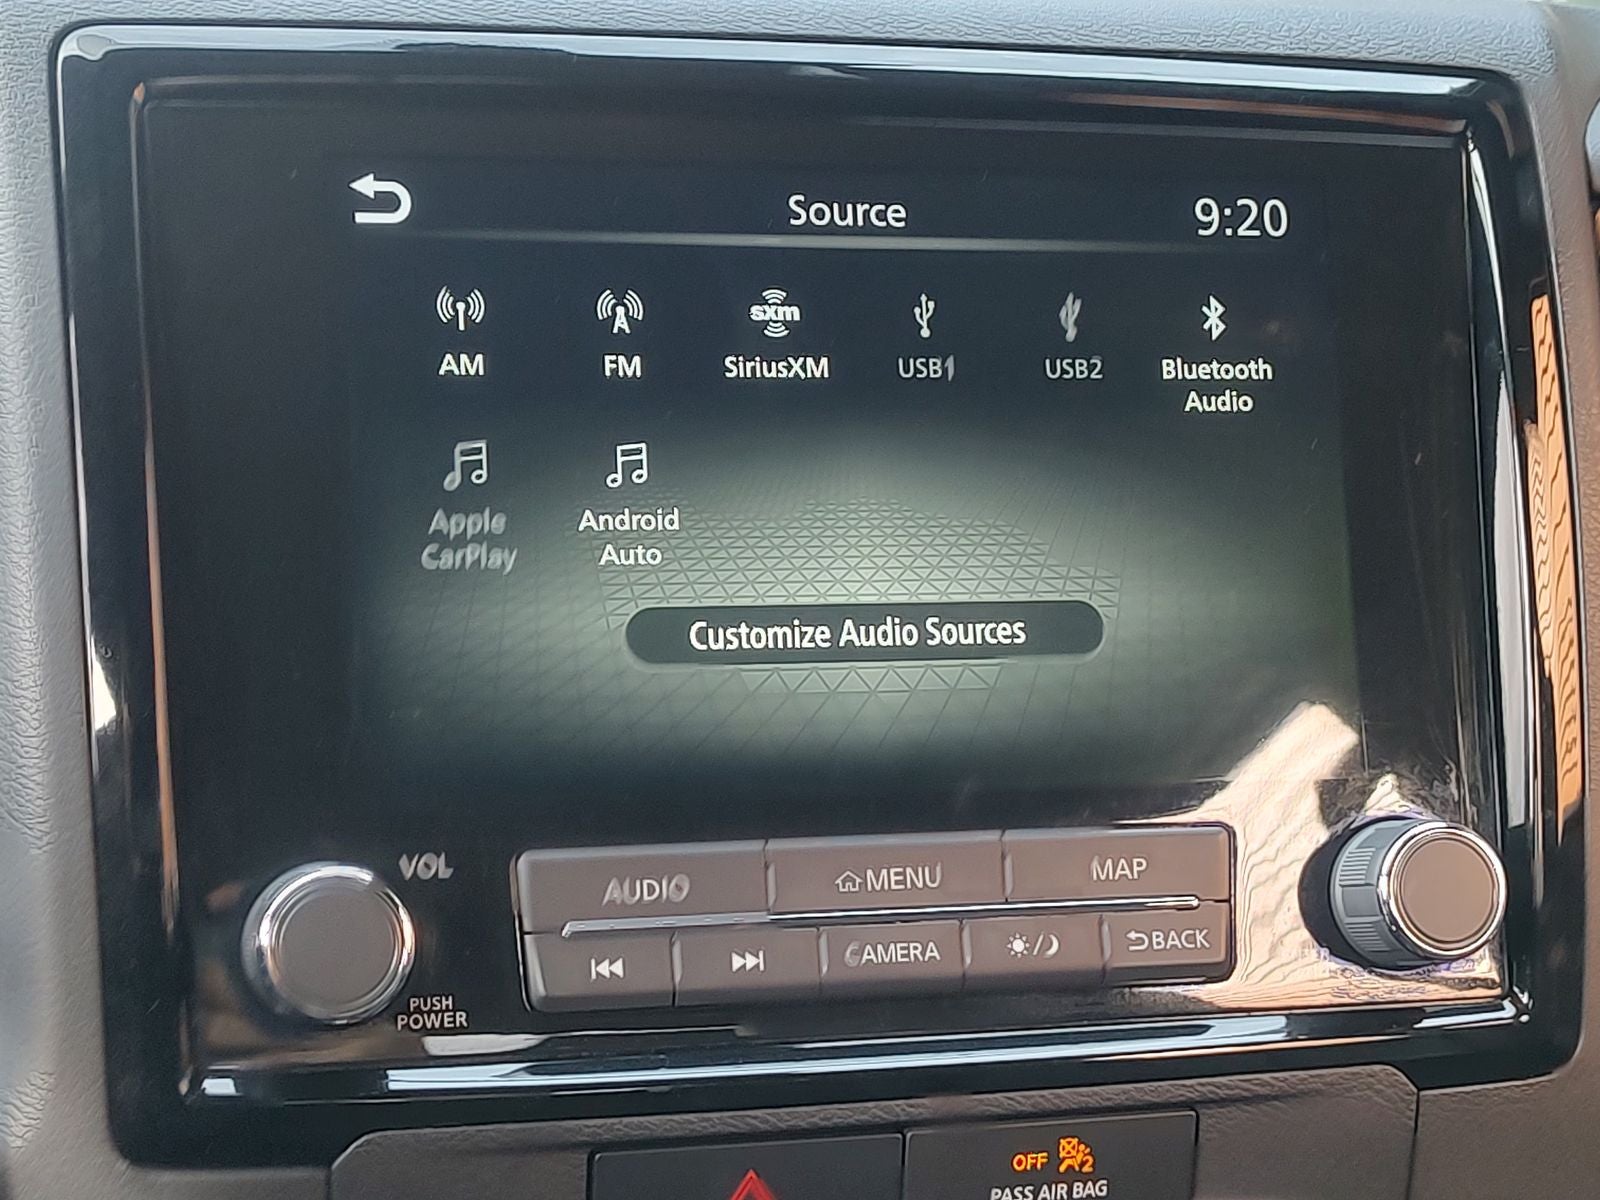 Source 9:20
AM FM sxm SiriusXM USB1 USB2 Bluetooth
Audio
Apple Android
CarPlay Auto
Customize Audio Sources
VOL
AUDIO MENU MAP
CAMERA BACK
PUSH
POWER
OFF 2
PASS AIR BAG